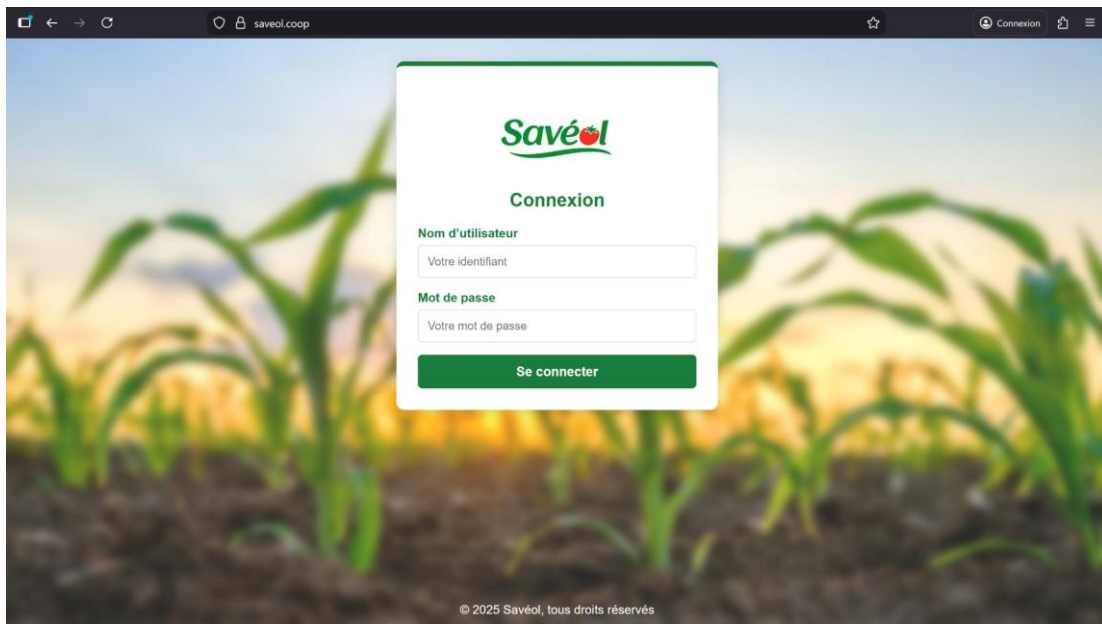 saveol.coop
Connexion
Savéol
Connexion
Nom d’utilisateur
Votre identifiant
Mot de passe
Votre mot de passe
Se connecter
© 2025 Savéol, tous droits réservés